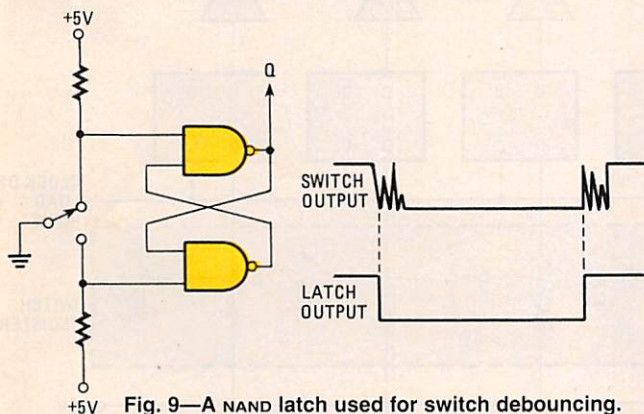 +5V
Q
SWITCH
OUTPUT
LATCH
OUTPUT
+5V
Fig. 9—A NAND latch used for switch debouncing.